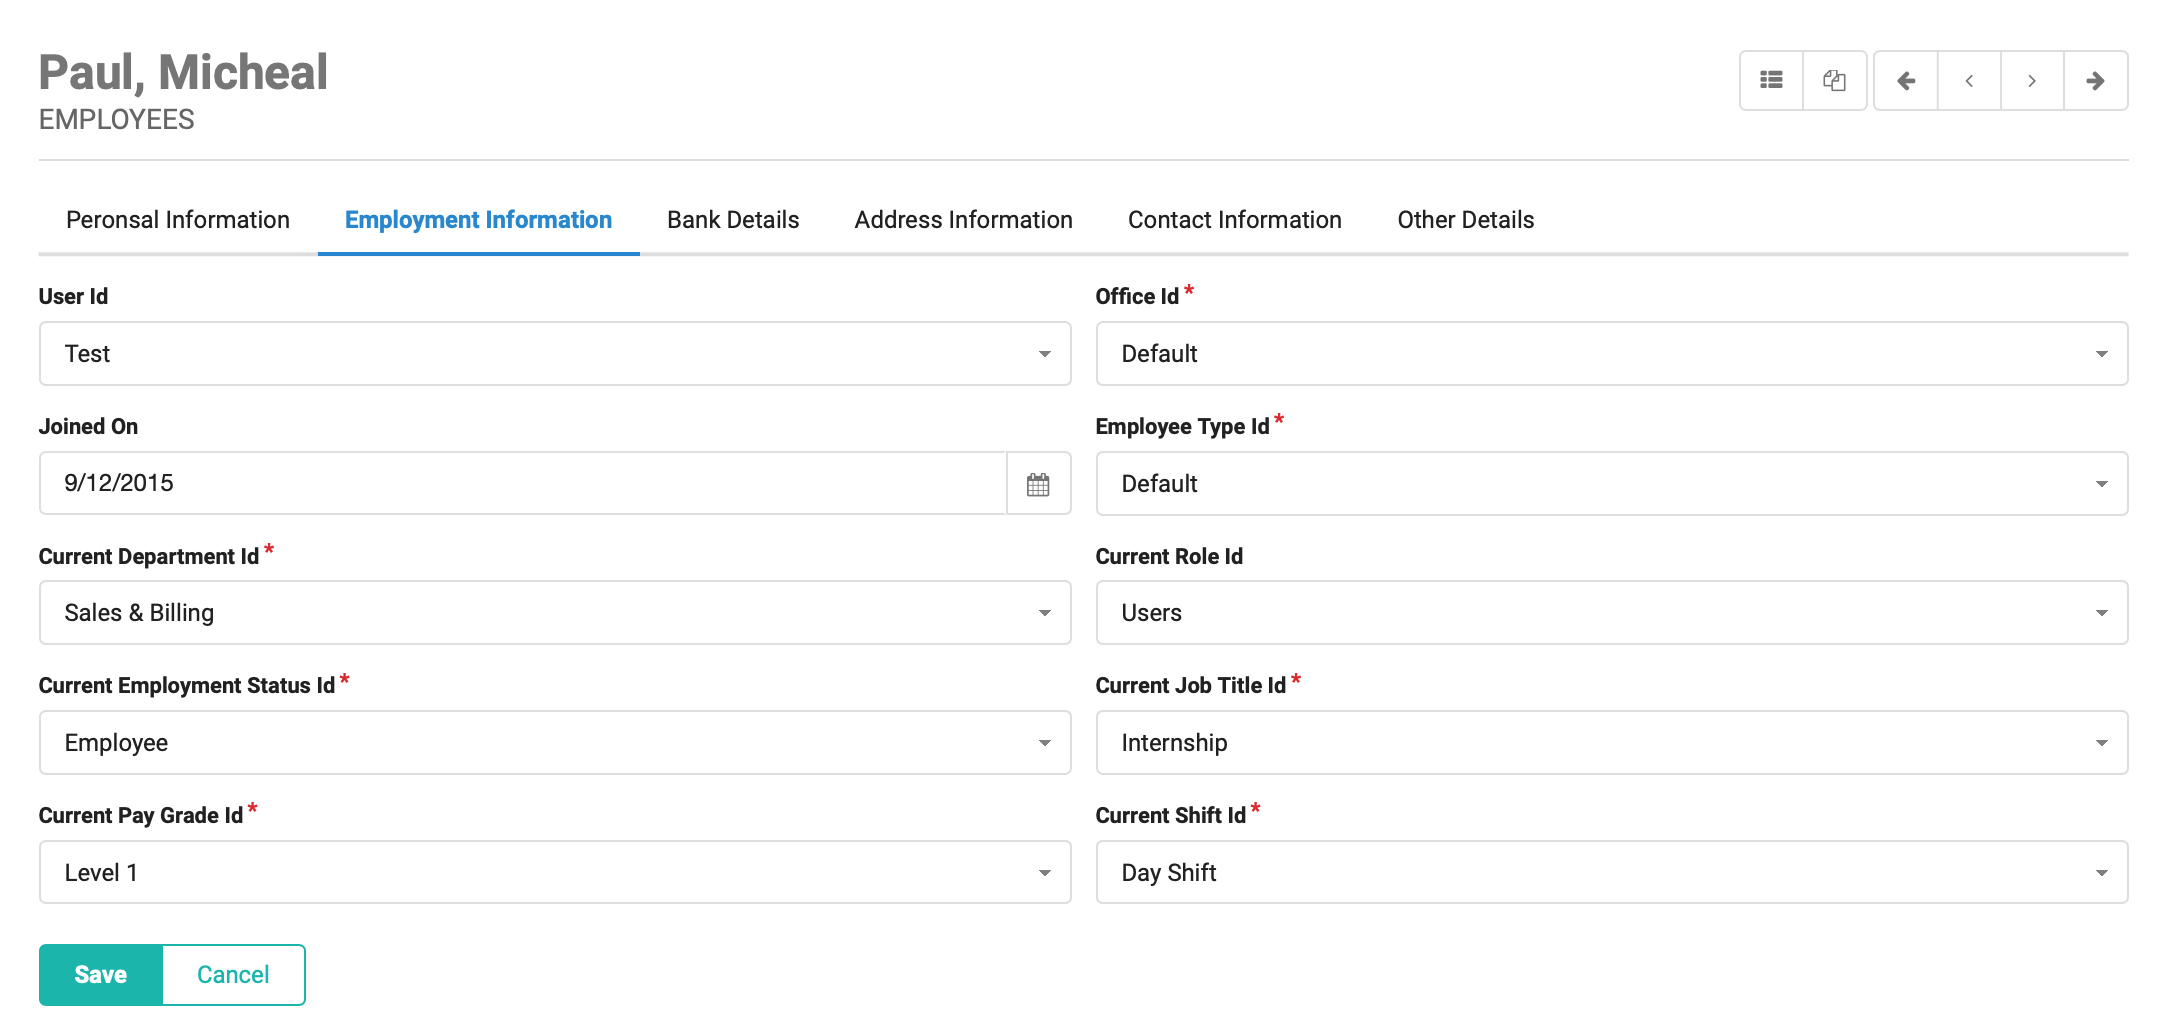 Paul, Micheal
EMPLOYEES
Peronsal Information Employment Information Bank Details Address Information Contact Information Other Details
User Id Office Id *
Test Default
Joined On Employee Type Id *
9/12/2015 Default
Current Department Id * Current Role Id
Sales & Billing Users
Current Employment Status Id * Current Job Title Id *
Employee Internship
Current Pay Grade Id * Current Shift Id *
Level 1 Day Shift
Save Cancel